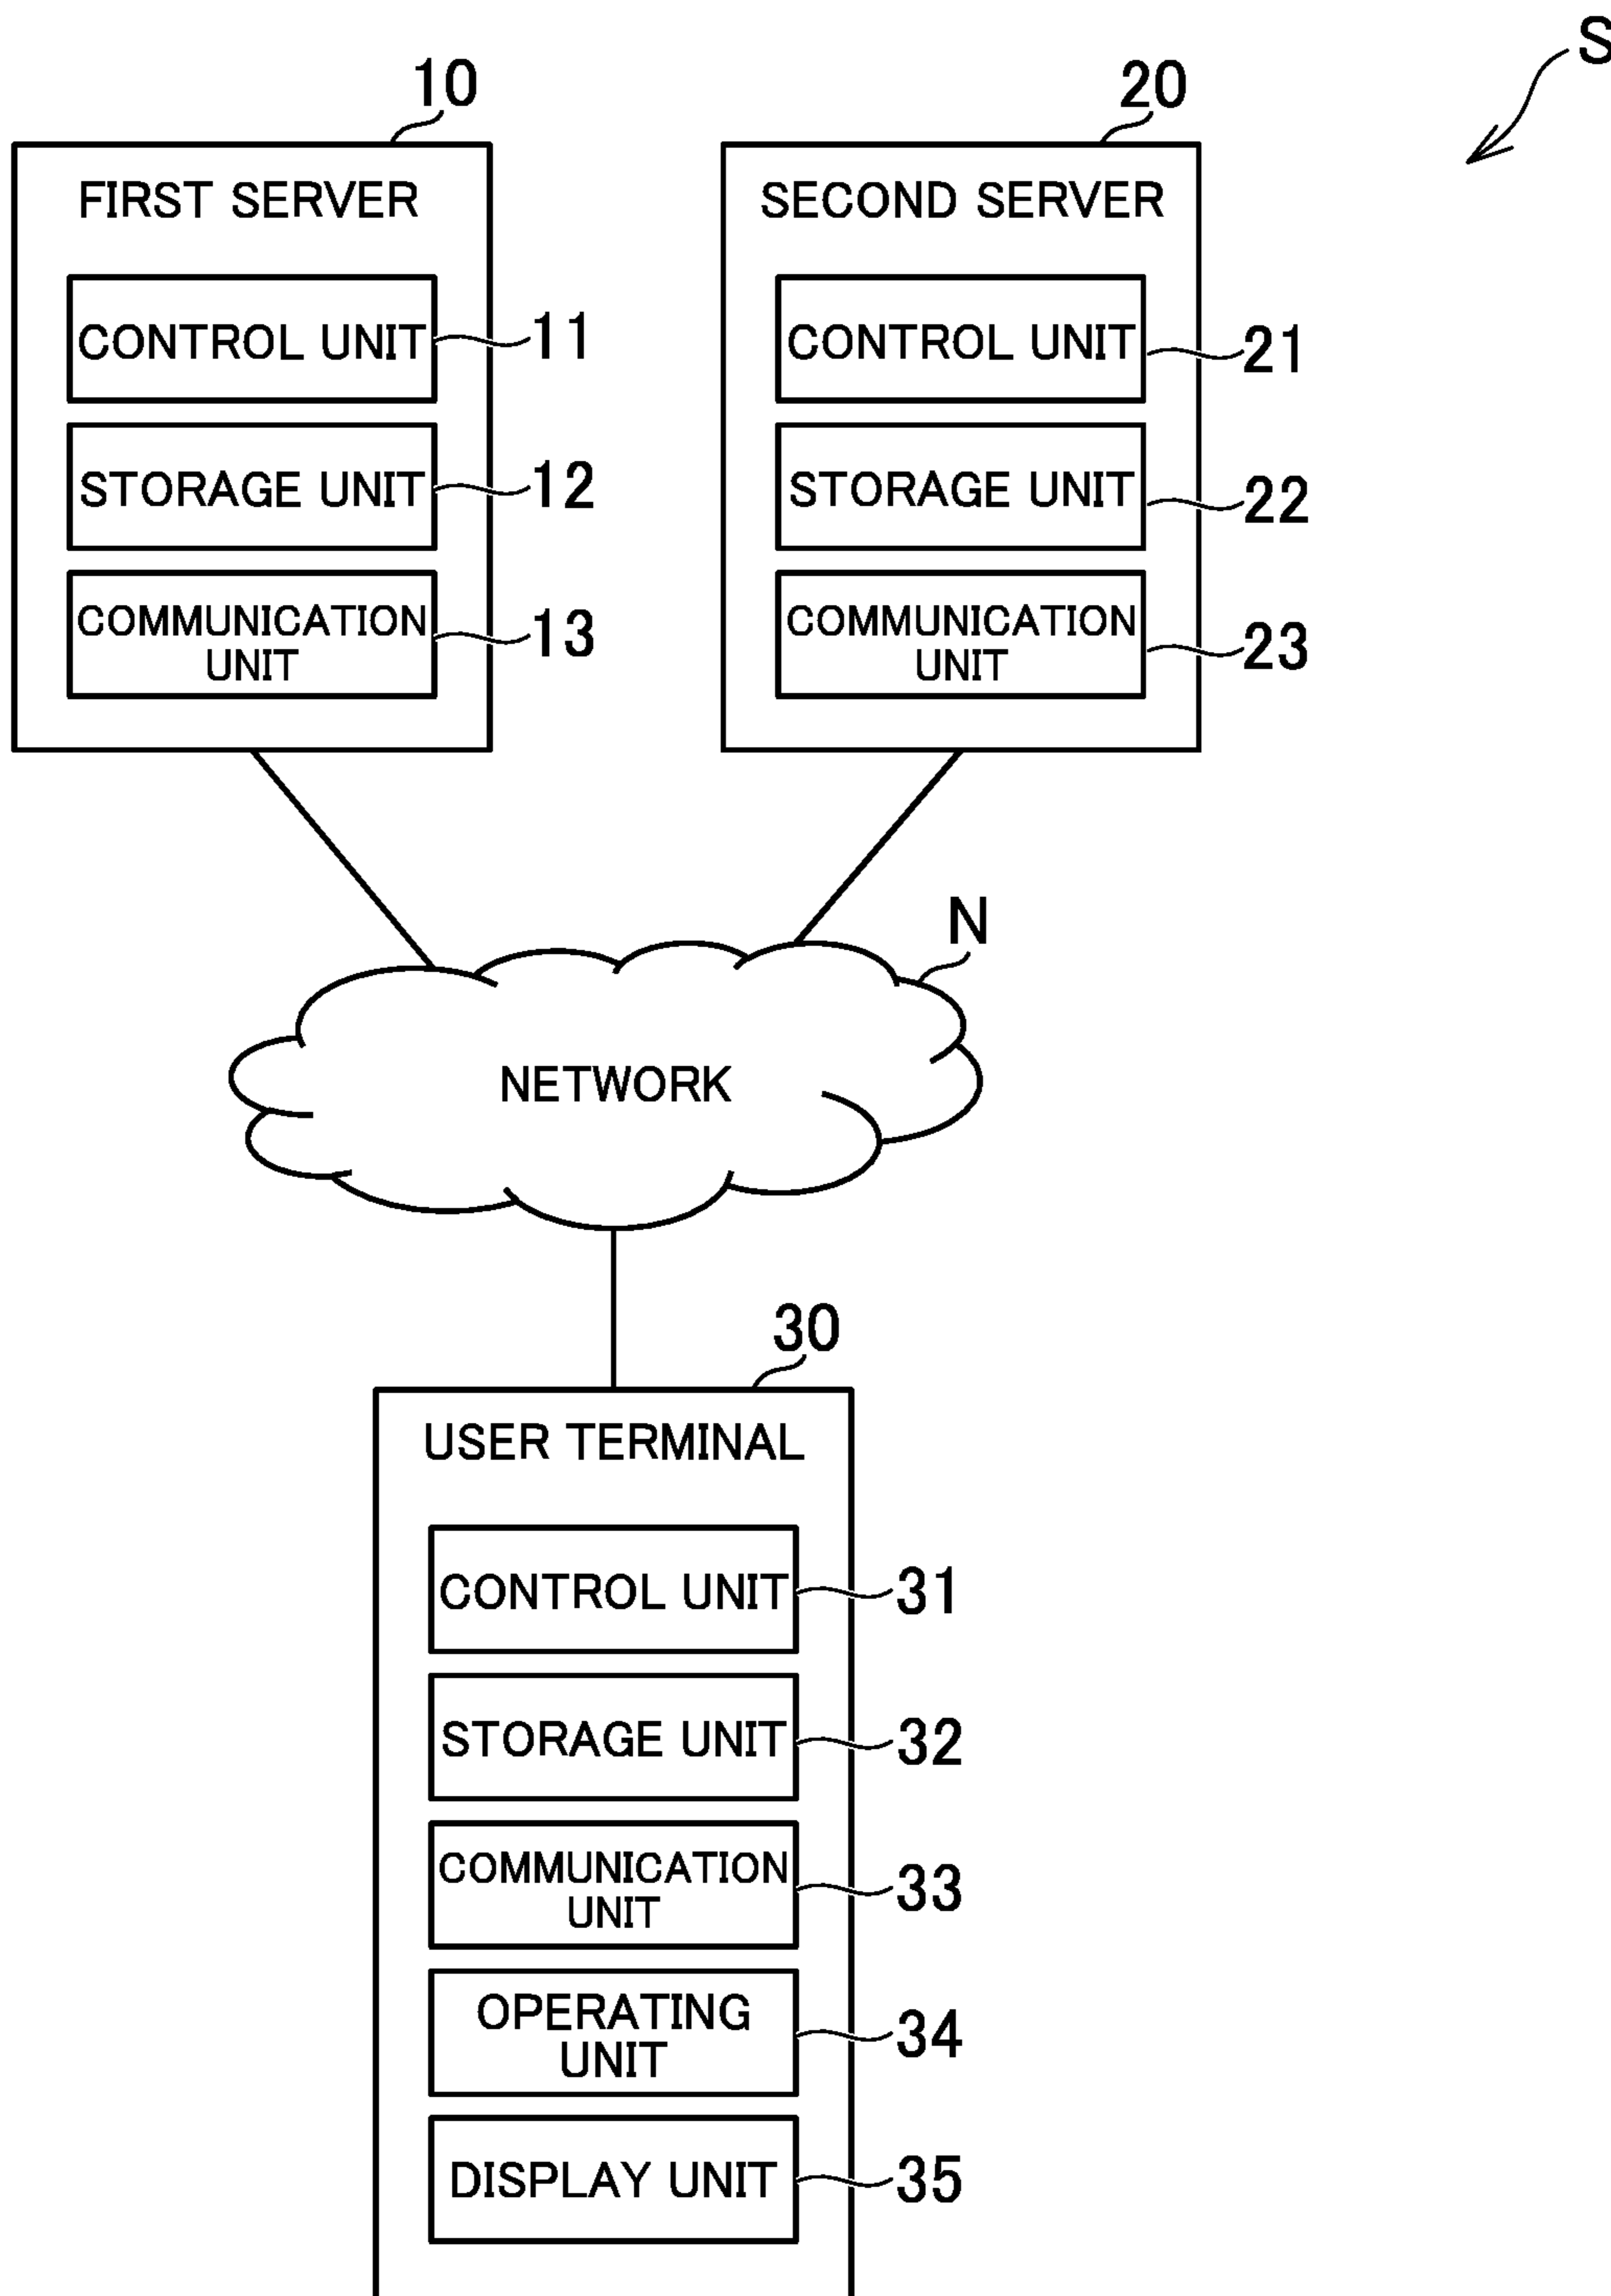 S
10
20
FIRST SERVER
SECOND SERVER
CONTROL UNIT
11
CONTROL UNIT
21
STORAGE UNIT
12
STORAGE UNIT
22
COMMUNICATION
UNIT
13
COMMUNICATION
UNIT
23
N
NETWORK
30
USER TERMINAL
CONTROL UNIT
31
STORAGE UNIT
32
COMMUNICATION
UNIT
33
OPERATING
UNIT
34
DISPLAY UNIT
35